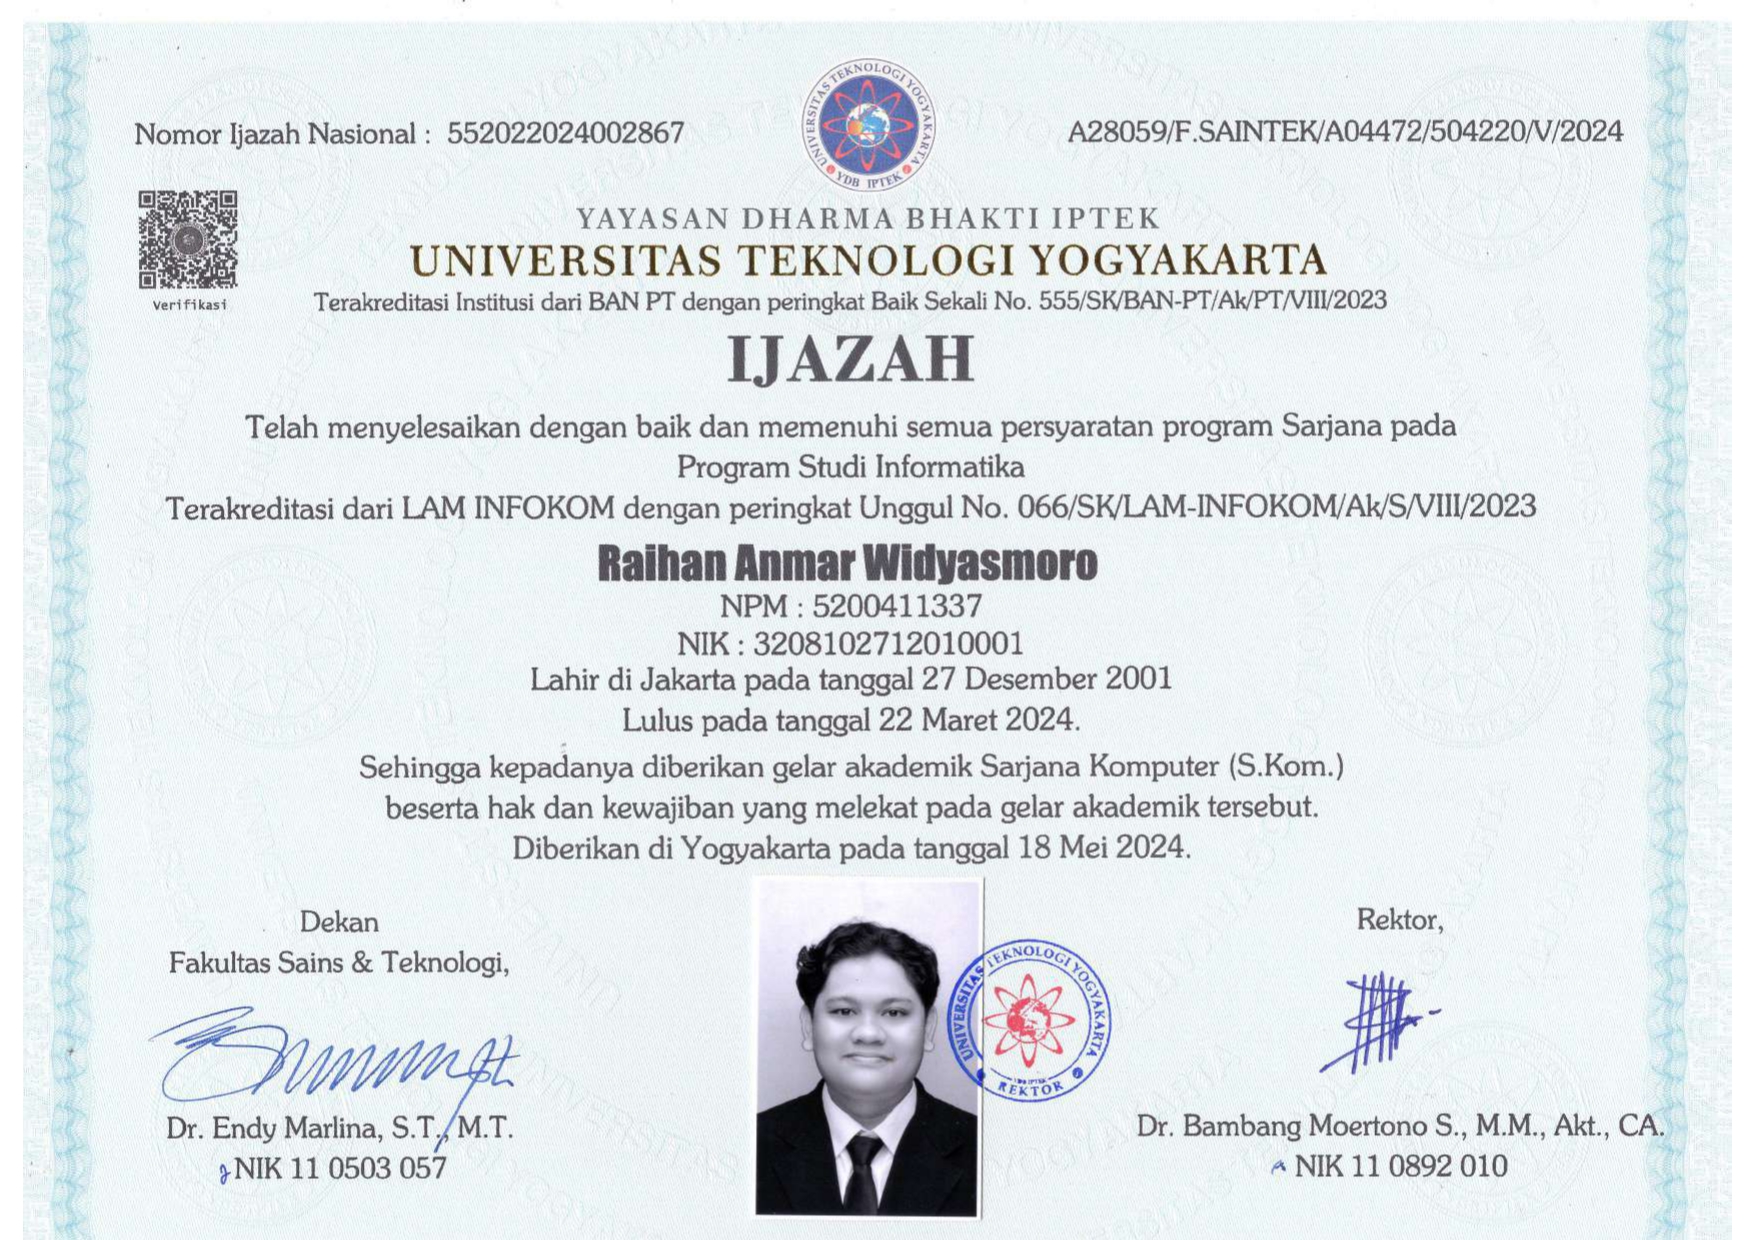 Nomor Ijazah Nasional : 552022024002867
A28059/F.SAINTEK/A04472/504220/V/2024
UNIVERSITAS TEKNOLOGI YOGYAKARTA
YDB IPTEK
Verifikasi
YAYASAN DHARMA BHAKTI IPTEK
UNIVERSITAS TEKNOLOGI YOGYAKARTA
Terakreditasi Institusi dari BAN PT dengan peringkat Baik Sekali No. 555/SK/BAN-PT/Ak/PT/VIII/2023
IJAZAH
Telah menyelesaikan dengan baik dan memenuhi semua persyaratan program Sarjana pada
Program Studi Informatika
Terakreditasi dari LAM INFOKOM dengan peringkat Unggul No. 066/SK/LAM-INFOKOM/Ak/S/VIII/2023
Raihan Anmar Widyasmoro
NPM : 5200411337
NIK : 3208102712010001
Lahir di Jakarta pada tanggal 27 Desember 2001
Lulus pada tanggal 22 Maret 2024.
Sehingga kepadanya diberikan gelar akademik Sarjana Komputer (S.Kom.)
beserta hak dan kewajiban yang melekat pada gelar akademik tersebut.
Diberikan di Yogyakarta pada tanggal 18 Mei 2024.
Dekan
Fakultas Sains & Teknologi,
Dr. Endy Marlina, S.T., M.T.
NIK 11 0503 057
UNIVERSITAS TEKNOLOGI YOGYAKARTA
YDB IPTEK
REKTOR
Rektor,
Dr. Bambang Moertono S., M.M., Akt., CA.
NIK 11 0892 010